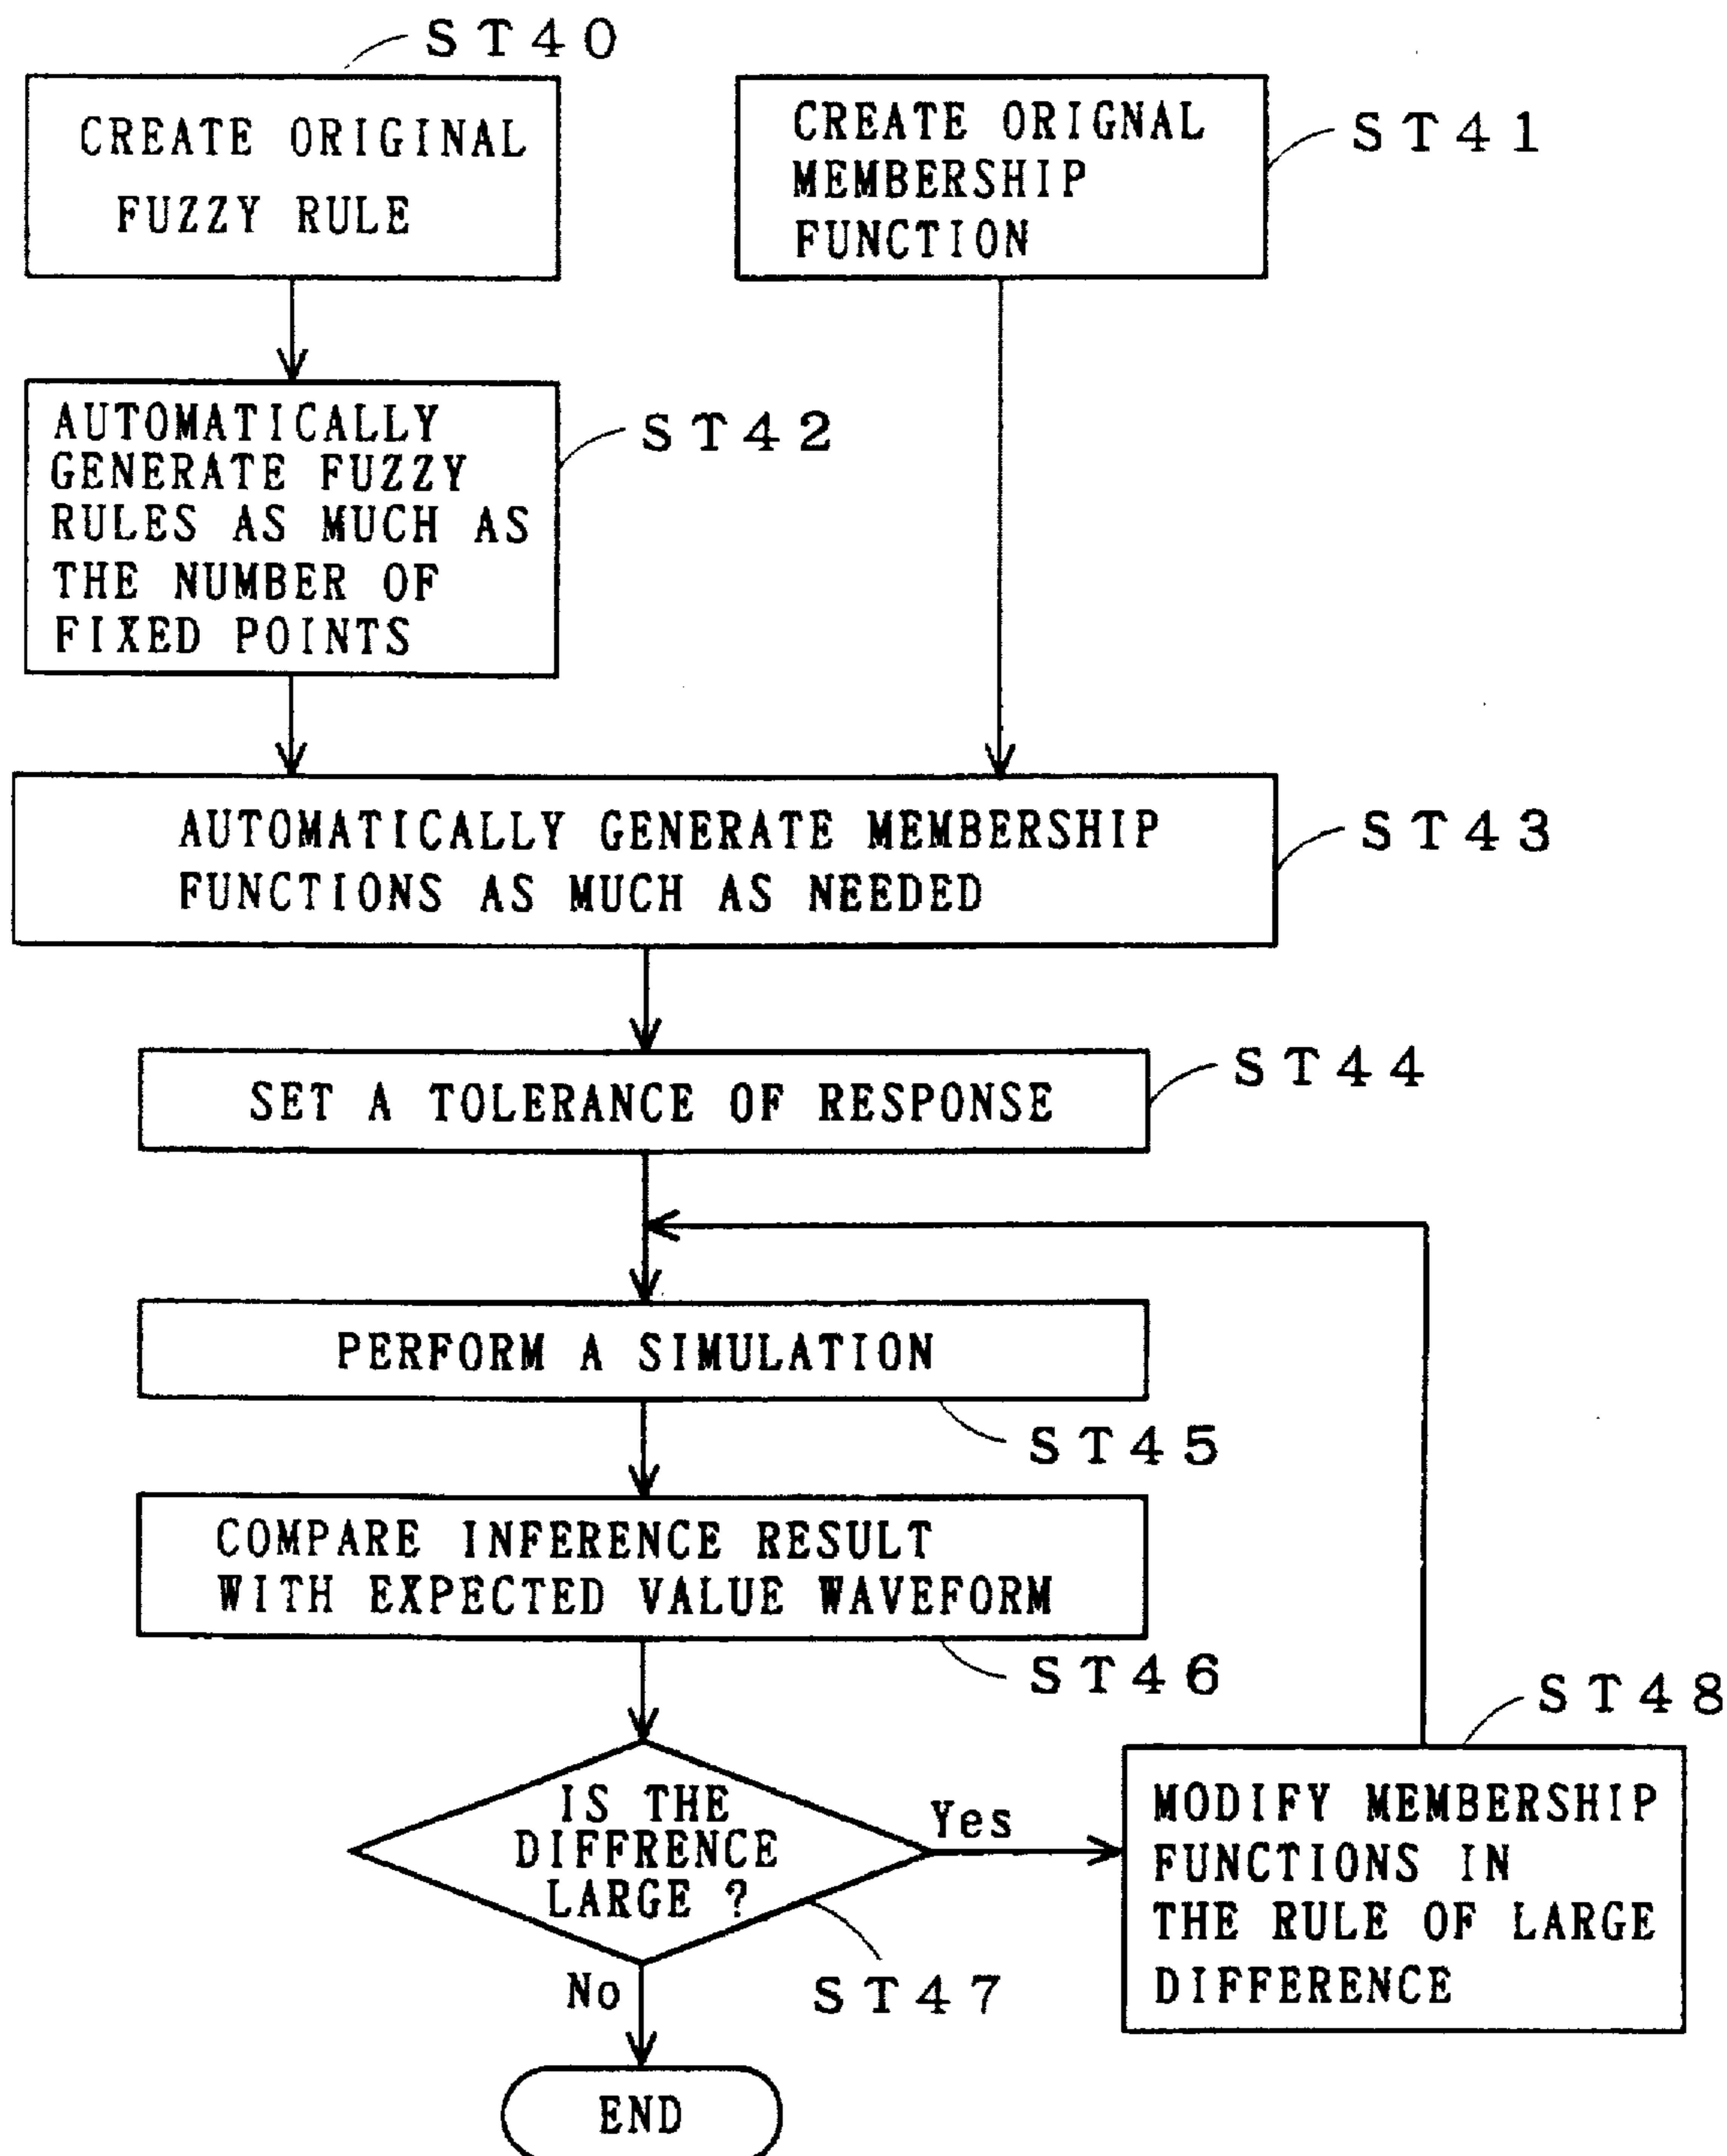 ST40
CREATE ORIGINAL
FUZZY RULE
CREATE ORIGNAL
MEMBERSHIP
FUNCTION
ST41
AUTOMATICALLY
GENERATE FUZZY
RULES AS MUCH AS
THE NUMBER OF
FIXED POINTS
ST42
AUTOMATICALLY GENERATE MEMBERSHIP
FUNCTIONS AS MUCH AS NEEDED
ST43
SET A TOLERANCE OF RESPONSE
ST44
PERFORM A SIMULATION
ST45
COMPARE INFERENCE RESULT
WITH EXPECTED VALUE WAVEFORM
ST46
IS THE
DIFFRENCE
LARGE ?
Yes
No
ST47
ST48
MODIFY MEMBERSHIP
FUNCTIONS IN
THE RULE OF LARGE
DIFFERENCE
END